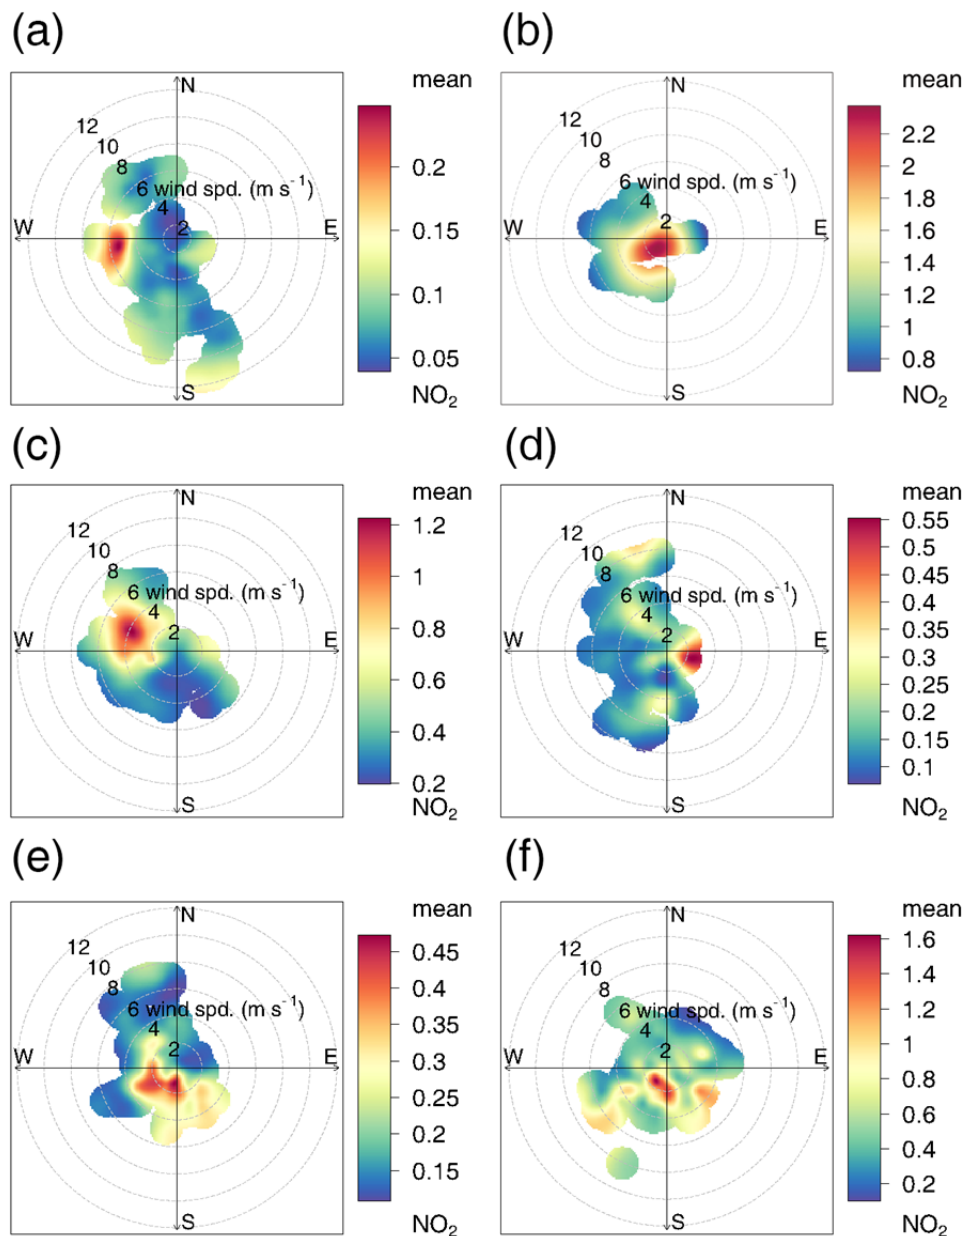 (a)
mean
N
12
10
8
6 wind spd. (m s⁻¹)
4
2
W
E
S
0.2
0.15
0.1
0.05
NO₂
(b)
mean
N
12
10
8
6 wind spd. (m s⁻¹)
4
2
W
E
S
2.2
2
1.8
1.6
1.4
1.2
1
0.8
NO₂
(c)
mean
N
12
10
8
6 wind spd. (m s⁻¹)
4
2
W
E
S
1.2
1
0.8
0.6
0.4
0.2
NO₂
(d)
mean
N
12
10
8
6 wind spd. (m s⁻¹)
4
2
W
E
S
0.55
0.5
0.45
0.4
0.35
0.3
0.25
0.2
0.15
0.1
NO₂
(e)
mean
N
12
10
8
6 wind spd. (m s⁻¹)
4
2
W
E
S
0.45
0.4
0.35
0.3
0.25
0.2
0.15
NO₂
(f)
mean
N
12
10
8
6 wind spd. (m s⁻¹)
4
2
W
E
S
1.6
1.4
1.2
1
0.8
0.6
0.4
0.2
NO₂